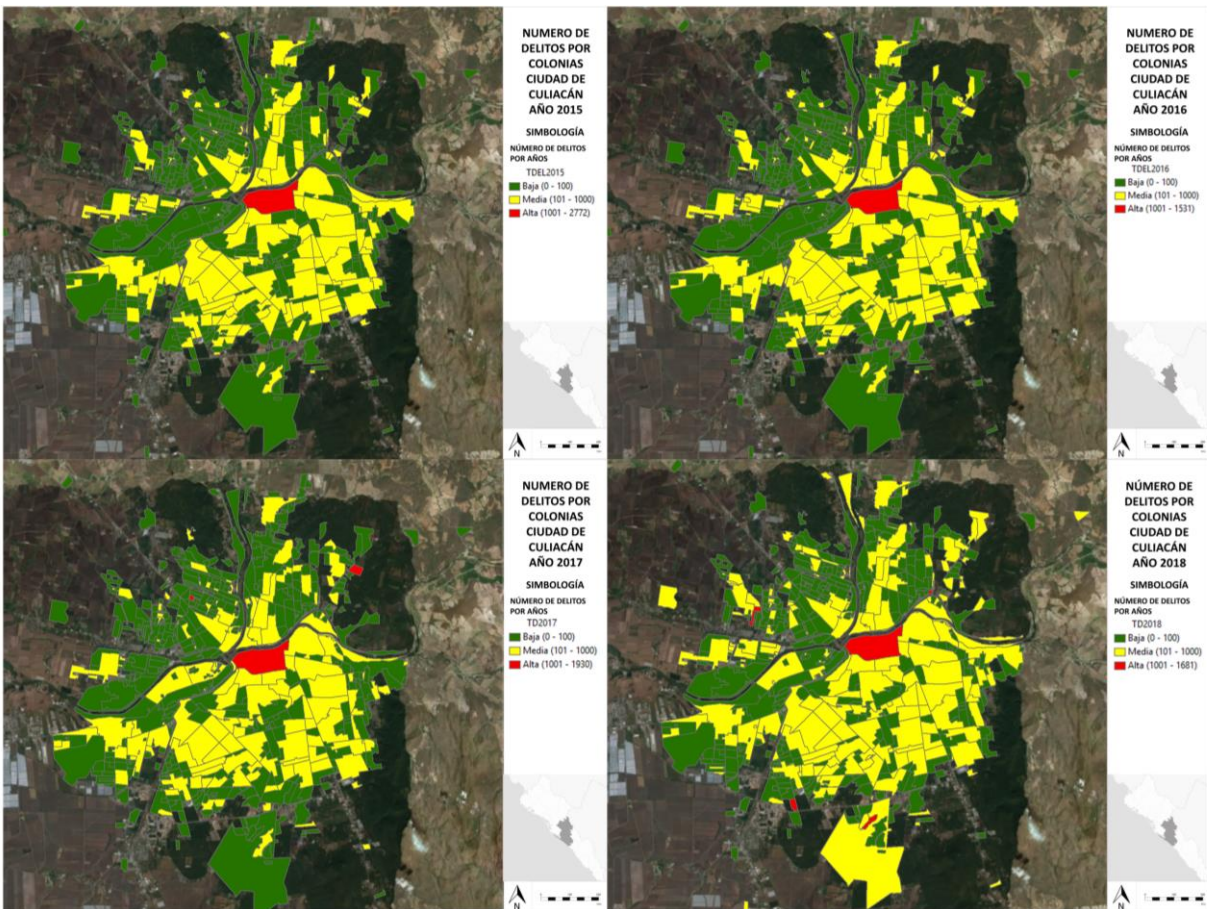 NUMERO DE
DELITOS POR
COLONIAS
CIUDAD DE
CULIACÁN
AÑO 2015
SIMBOLOGÍA
NÚMERO DE DELITOS
POR AÑOS
TDEL2015
Baja (0 - 100)
Media (101 - 1000)
Alta (1001 - 2772)
N
NUMERO DE
DELITOS POR
COLONIAS
CIUDAD DE
CULIACÁN
AÑO 2016
SIMBOLOGÍA
NÚMERO DE DELITOS
POR AÑOS
TDEL2016
Baja (0 - 100)
Media (101 - 1000)
Alta (1001 - 1531)
N
NUMERO DE
DELITOS POR
COLONIAS
CIUDAD DE
CULIACÁN
AÑO 2017
SIMBOLOGÍA
NÚMERO DE DELITOS
POR AÑOS
TD2017
Baja (0 - 100)
Media (101 - 1000)
Alta (1001 - 1930)
N
NÚMERO DE
DELITOS POR
COLONIAS
CIUDAD DE
CULIACÁN
AÑO 2018
SIMBOLOGÍA
NÚMERO DE DELITOS
POR AÑOS
TD2018
Baja (0 - 100)
Media (101 - 1000)
Alta (1001 - 1681)
N